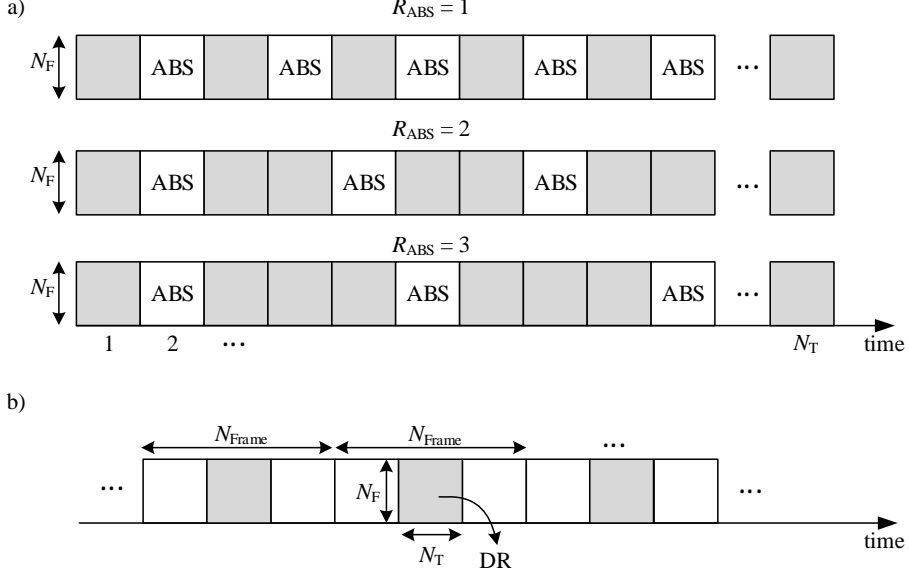 a)
R_ABS = 1
N_F ABS ABS ABS ABS ABS ...
R_ABS = 2
N_F ABS ABS ABS ...
R_ABS = 3
N_F ABS ABS ABS ...
1 2 ... N_T time
b)
N_Frame N_Frame ...
... N_F ...
N_T DR time